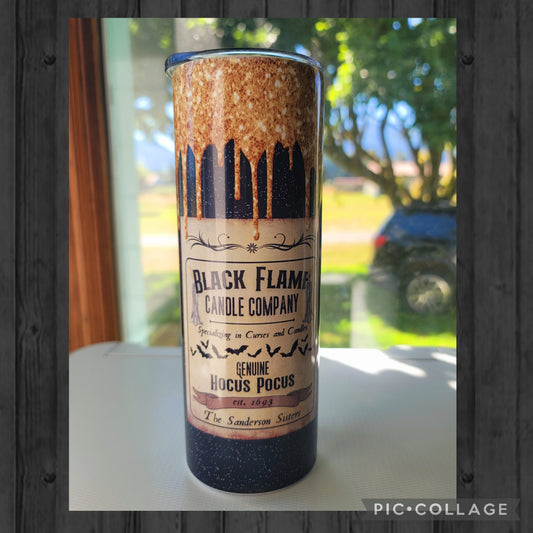 BLACK FLAME
CANDLE COMPANY
Specializing in Curses and Candles
GENUINE
HOCUS POCUS
est. 1693
The Sanderson Sisters
PIC•COLLAGE